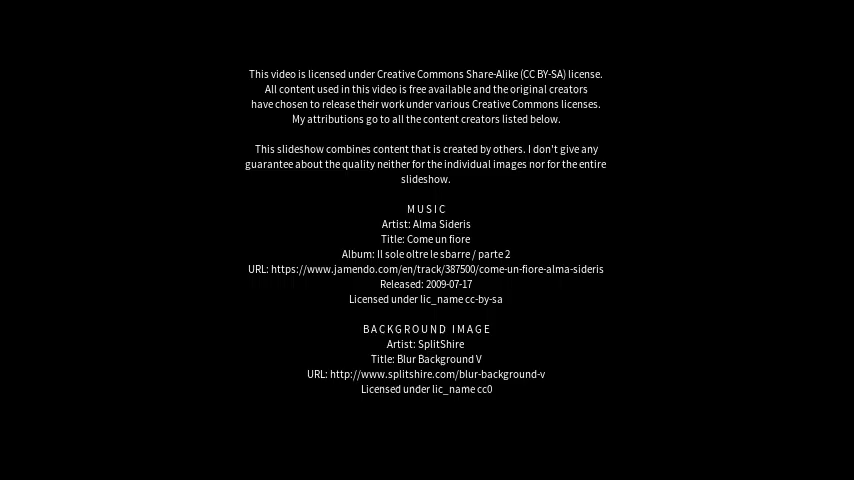 This video is licensed under Creative Commons Share-Alike (CC BY-SA) license.
All content used in this video is free available and the original creators
have chosen to release their work under various Creative Commons licenses.
My attributions go to all the content creators listed below.
This slideshow combines content that is created by others. I don't give any
guarantee about the quality neither for the individual images nor for the entire
slideshow.
MUSIC
Artist: Alma Sideris
Title: Come un fiore
Album: Il sole oltre le sbarre / parte 2
URL: https://www.jamendo.com/en/track/387500/come-un-fiore-alma-sideris
Released: 2009-07-17
Licensed under lic_name cc-by-sa
BACKGROUND IMAGE
Artist: SplitShire
Title: Blur Background V
URL: http://www.splitshire.com/blur-background-v
Licensed under lic_name cc0